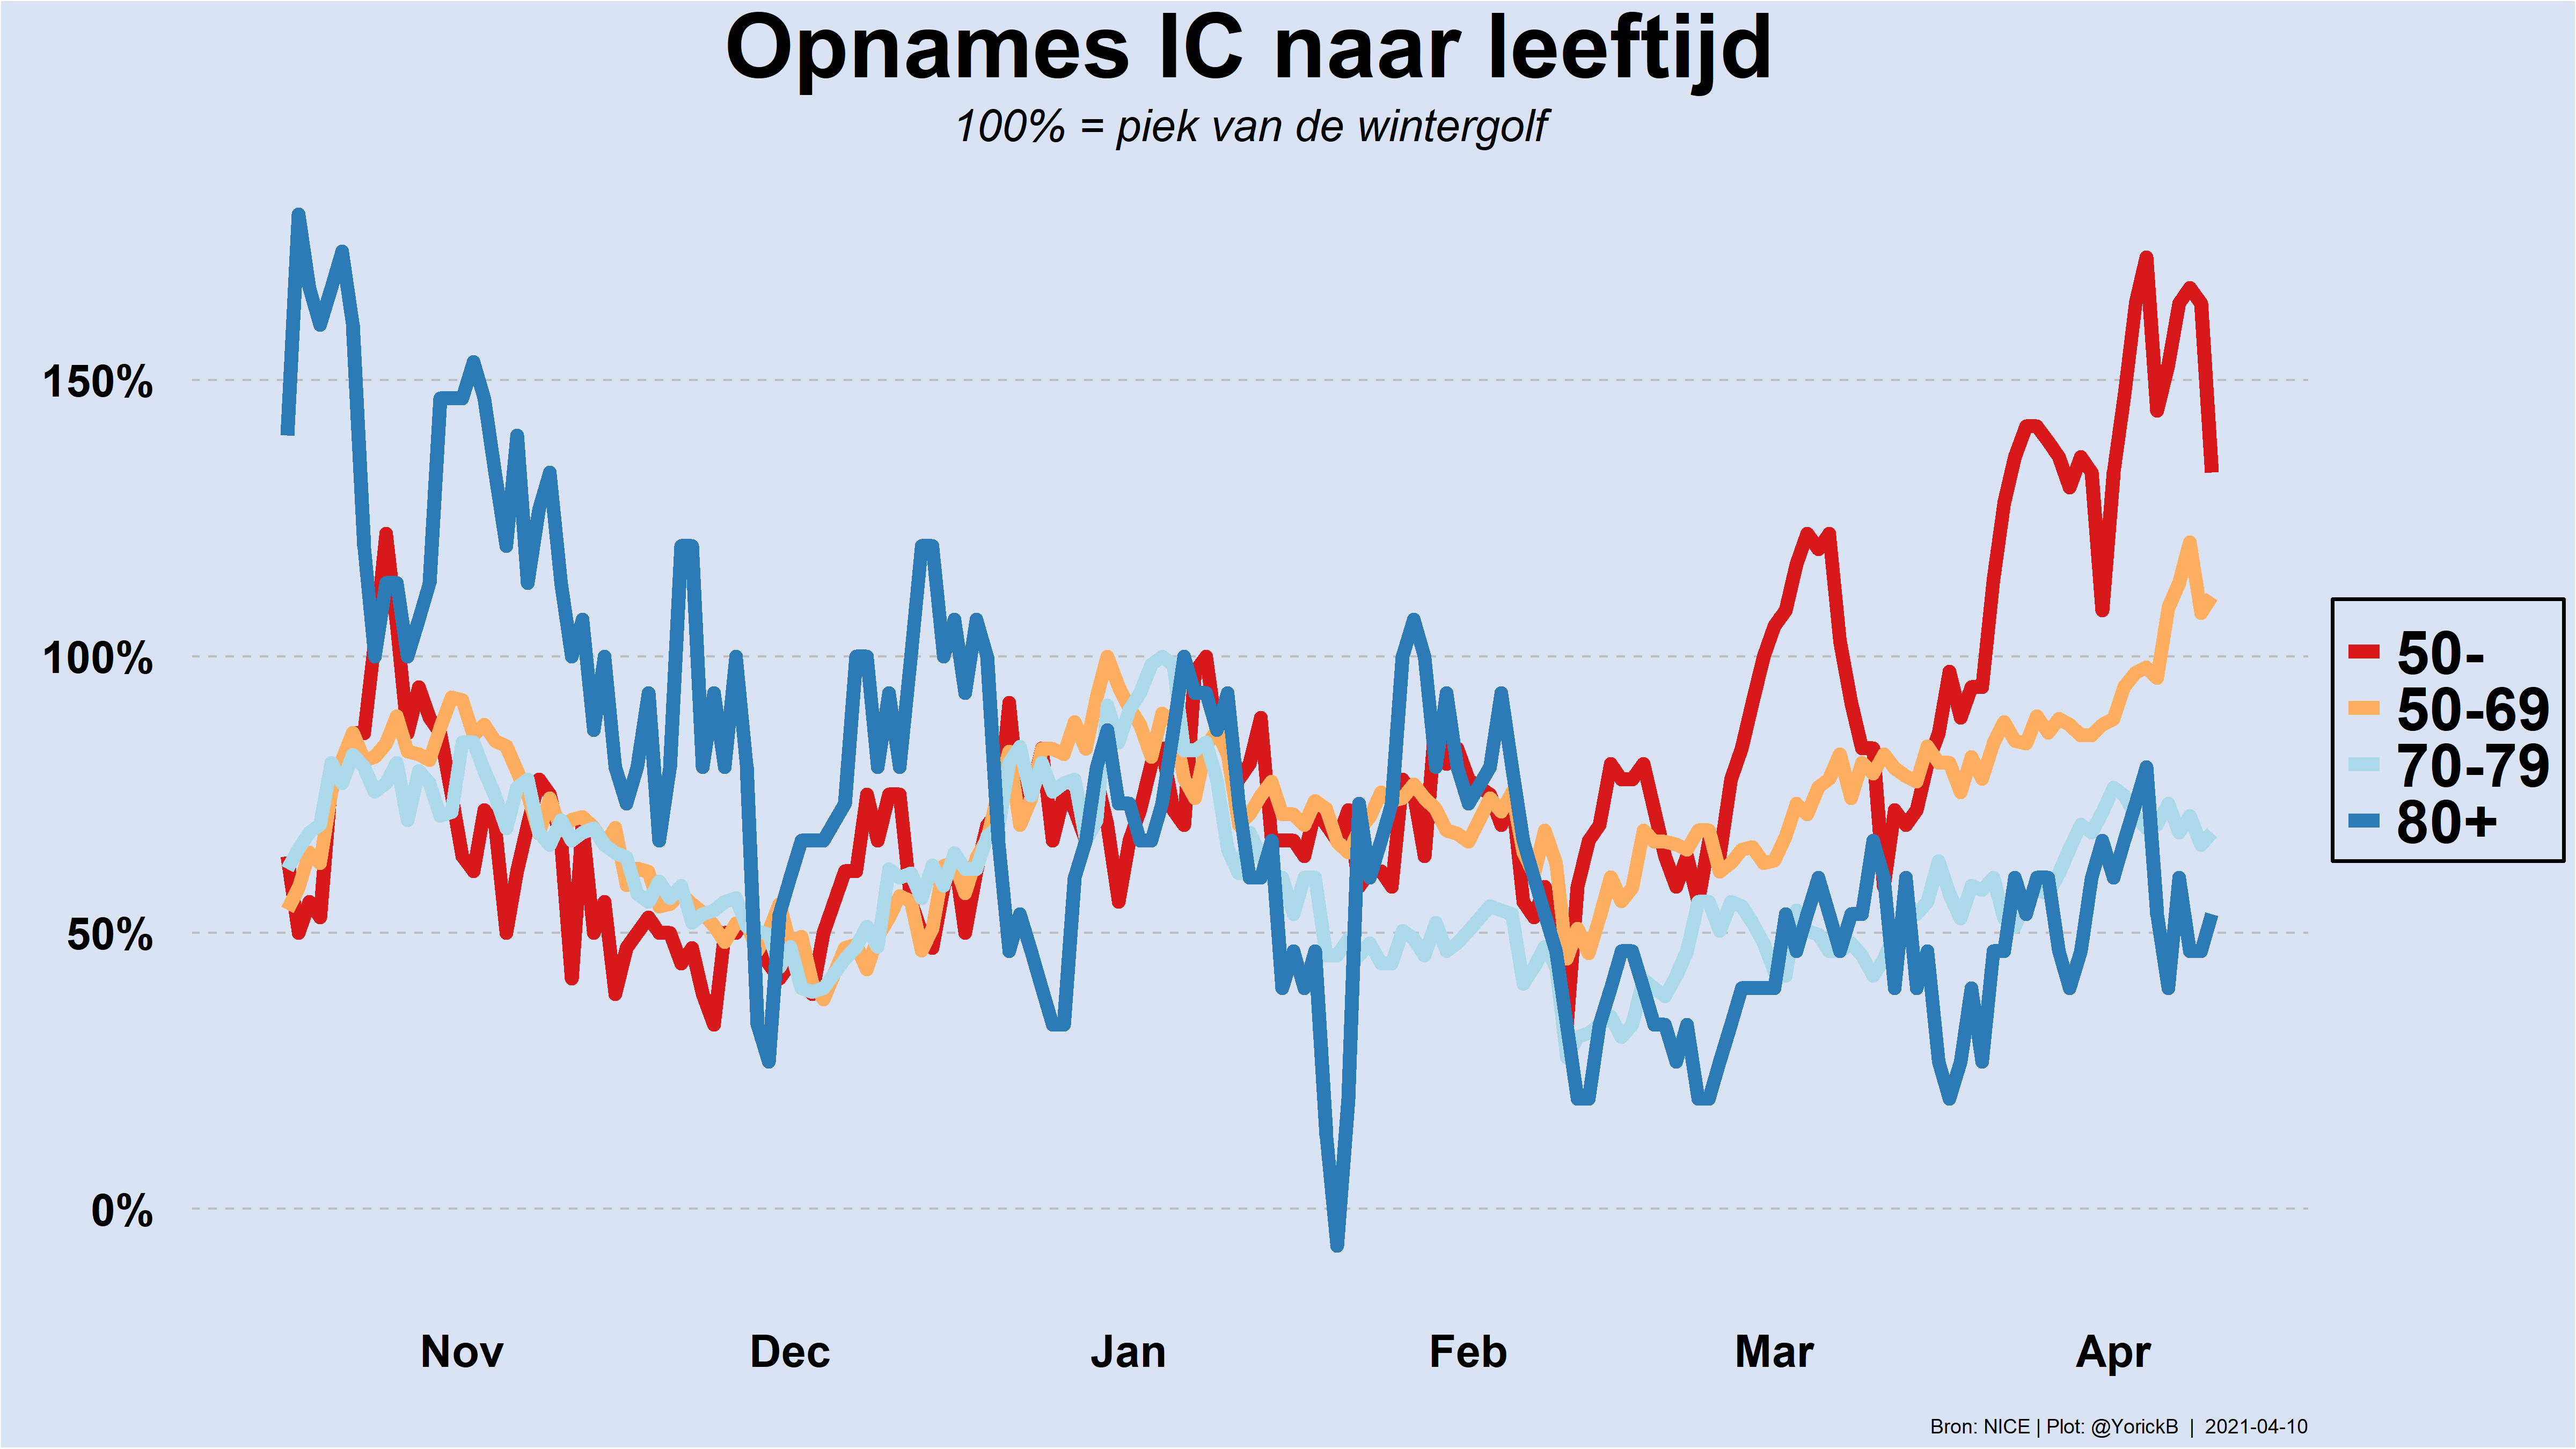 Opnames IC naar leeftijd
100% = piek van de wintergolf
150%
100%
50%
0%
50-
50-69
70-79
80+
Nov Dec Jan Feb Mar Apr
Bron: NICE | Plot: @YorickB | 2021-04-10